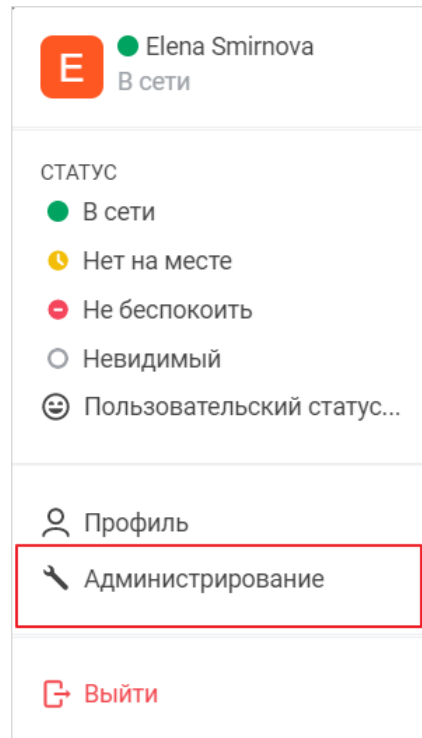 E
Elena Smirnova
В сети
СТАТУС
В сети
Нет на месте
Не беспокоить
Невидимый
Пользовательский статус...
Профиль
Администрирование
Выйти